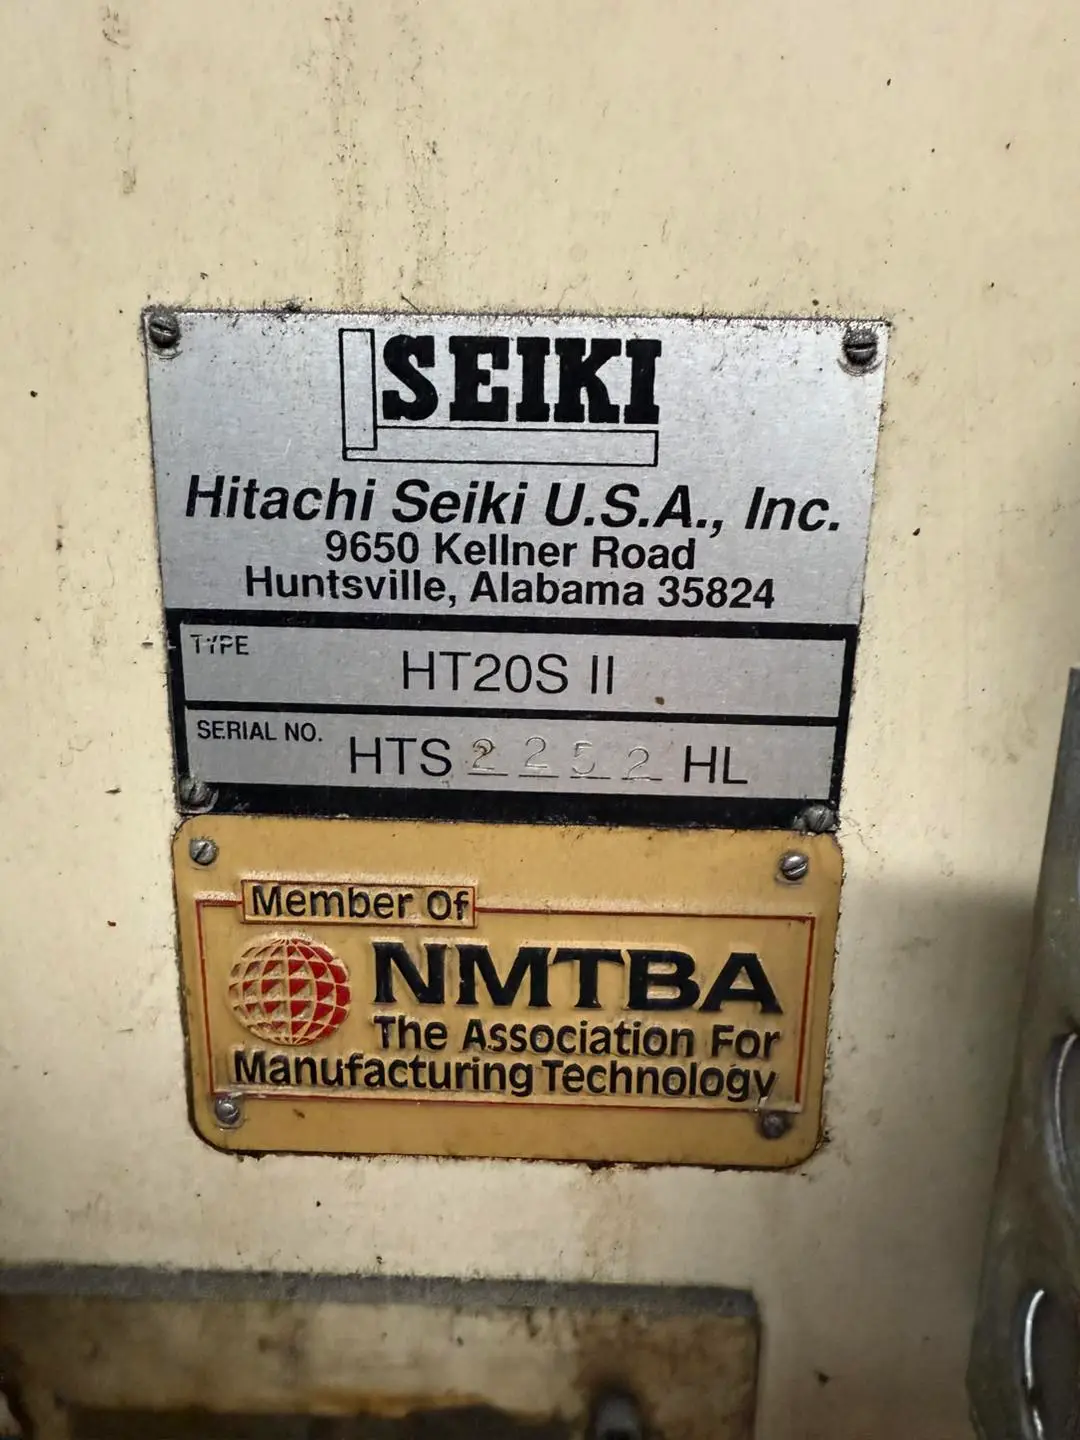 SEIKI
Hitachi Seiki U.S.A., Inc.
9650 Kellner Road
Huntsville, Alabama 35824
TYPE HT20S II
SERIAL NO. HTS 2252 HL
Member Of
NMTBA
The Association For
Manufacturing Technology